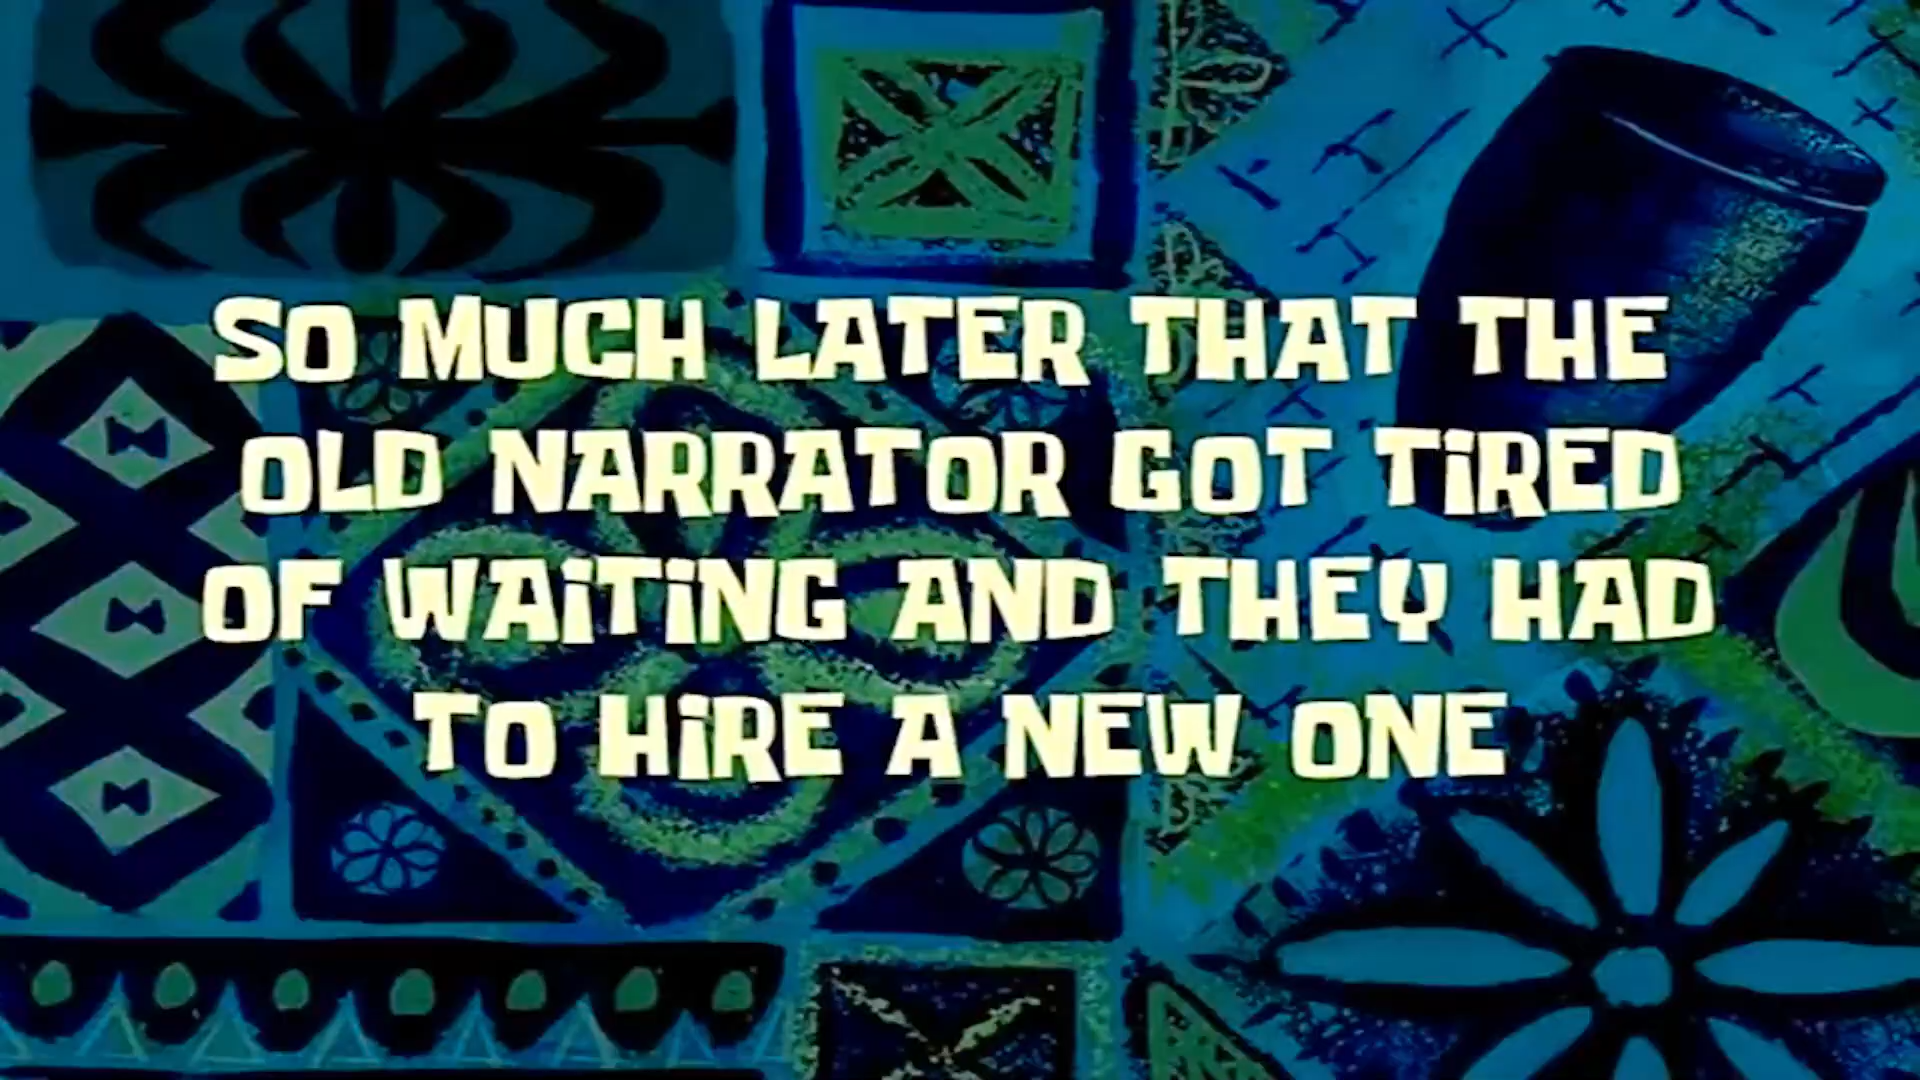 SO MUCH LATER THAT THE
OLD NARRATOR GOT TiRED
OF WAiTiNG AND THEY HAD
TO HiRE A NEW ONE